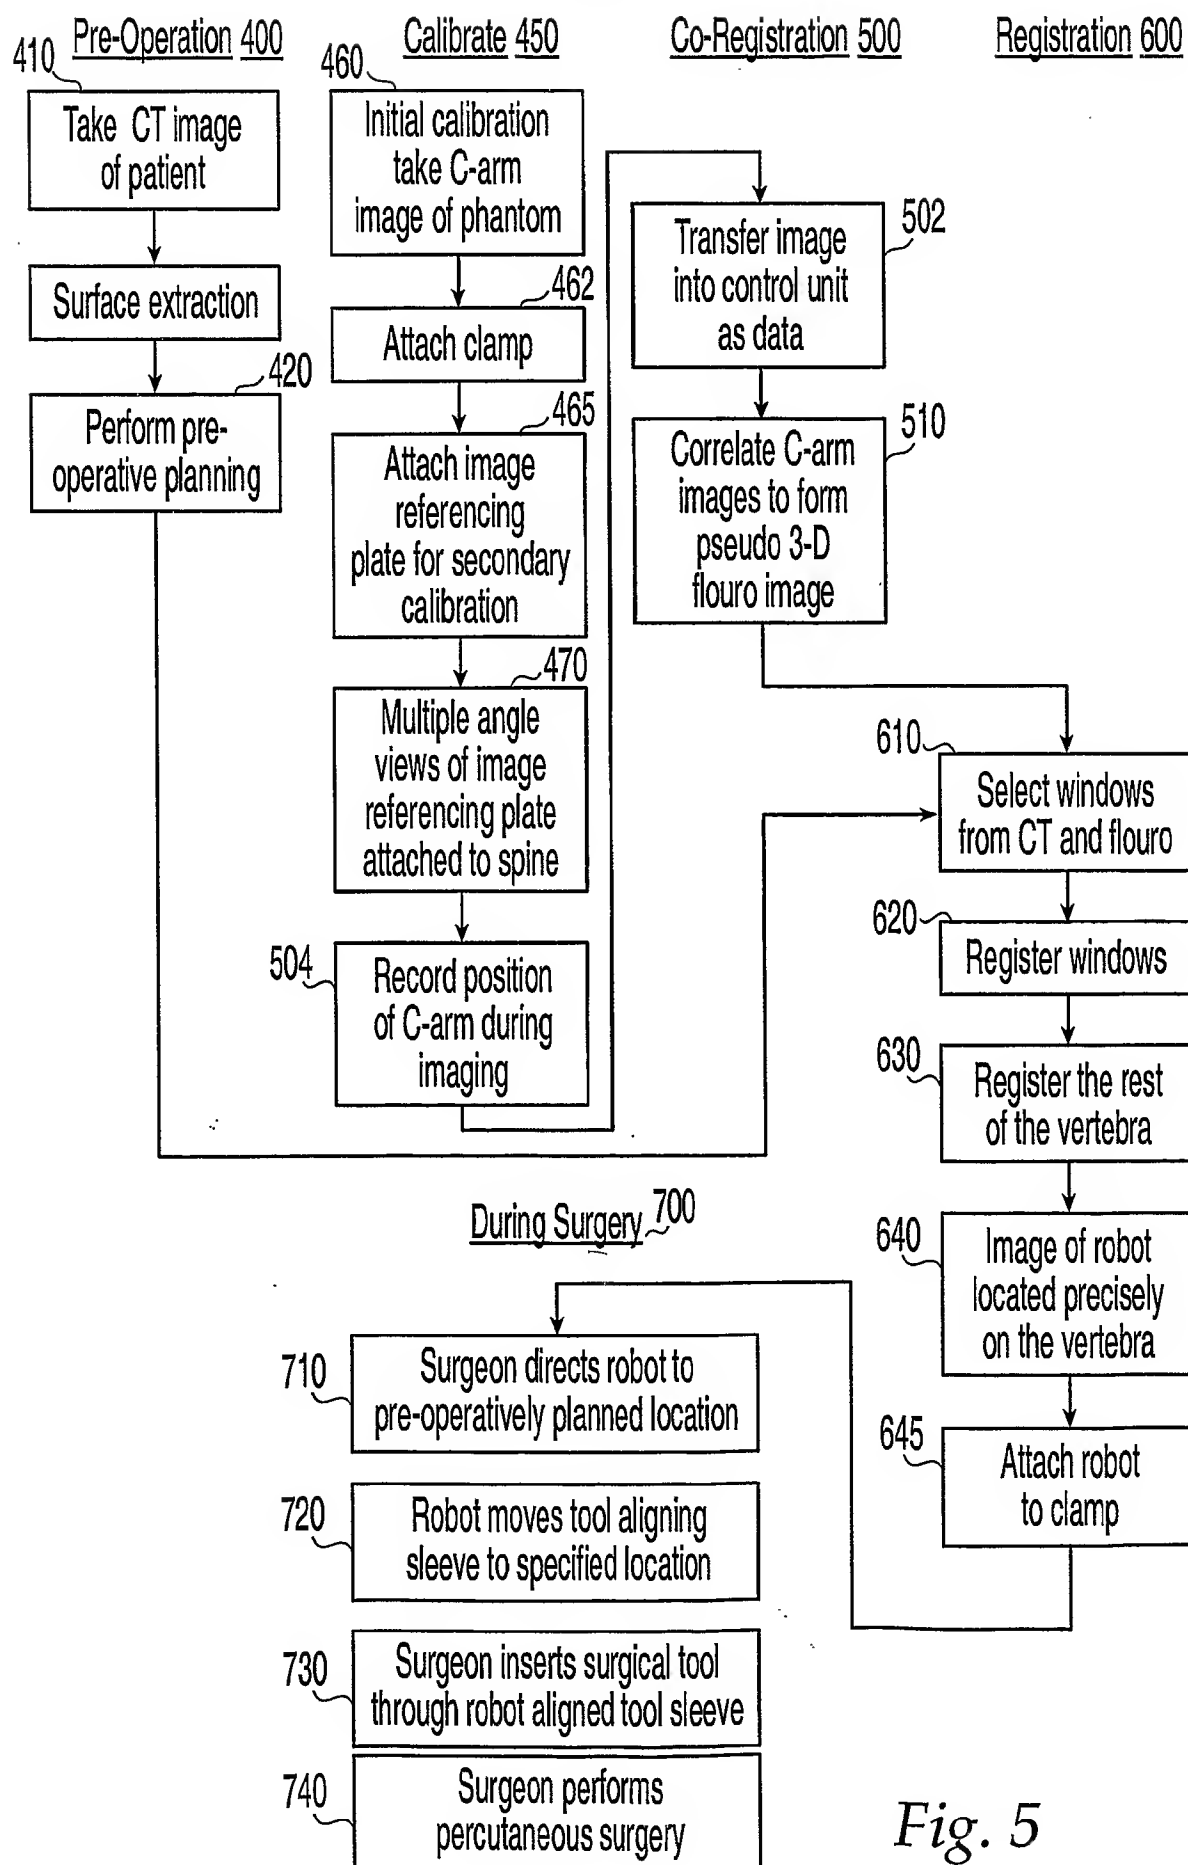 Pre-Operation 400
410
Take CT image
of patient
Surface extraction
420
Perform pre-
operative planning
Calibrate 450
460
Initial calibration
take C-arm
image of phantom
462
Attach clamp
465
Attach image
referencing
plate for secondary
calibration
470
Multiple angle
views of image
referencing plate
attached to spine
504
Record position
of C-arm during
imaging
Co-Registration 500
502
Transfer image
into control unit
as data
510
Correlate C-arm
images to form
pseudo 3-D
flouro image
Registration 600
610
Select windows
from CT and flouro
620
Register windows
630
Register the rest
of the vertebra
640
Image of robot
located precisely
on the vertebra
645
Attach robot
to clamp
During Surgery 700
710
Surgeon directs robot to
pre-operatively planned location
720
Robot moves tool aligning
sleeve to specified location
730
Surgeon inserts surgical tool
through robot aligned tool sleeve
740
Surgeon performs
percutaneous surgery
Fig. 5